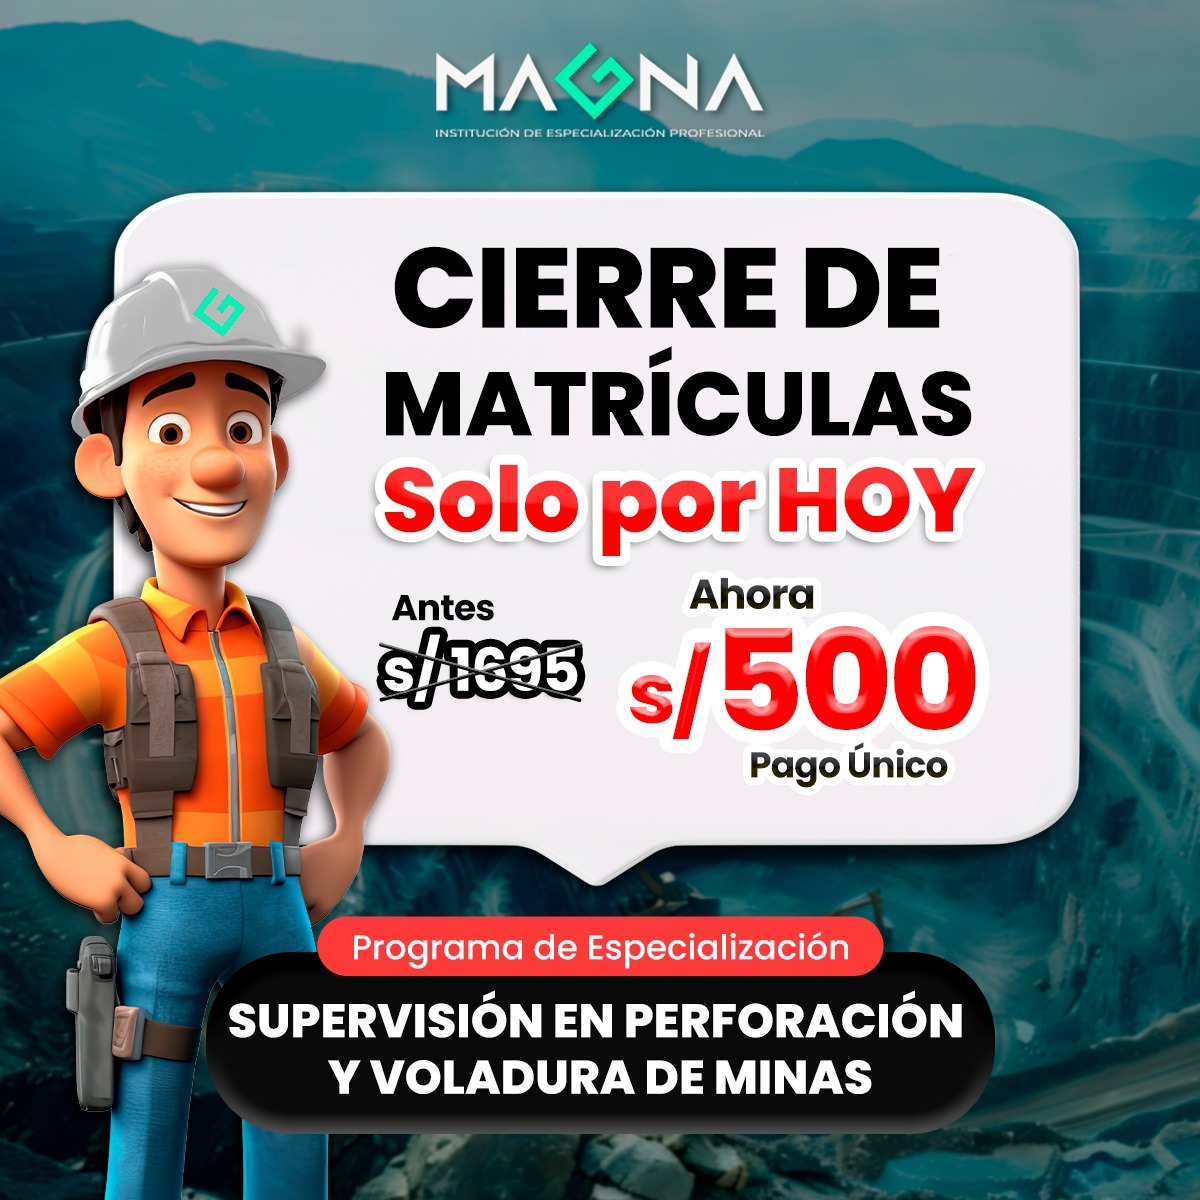 MAGNA
INSTITUCIÓN DE ESPECIALIZACIÓN PROFESIONAL
CIERRE DE
MATRÍCULAS
Solo por HOY
Antes
s/1695
Ahora
s/500
Pago Único
Programa de Especialización
SUPERVISIÓN EN PERFORACIÓN
Y VOLADURA DE MINAS